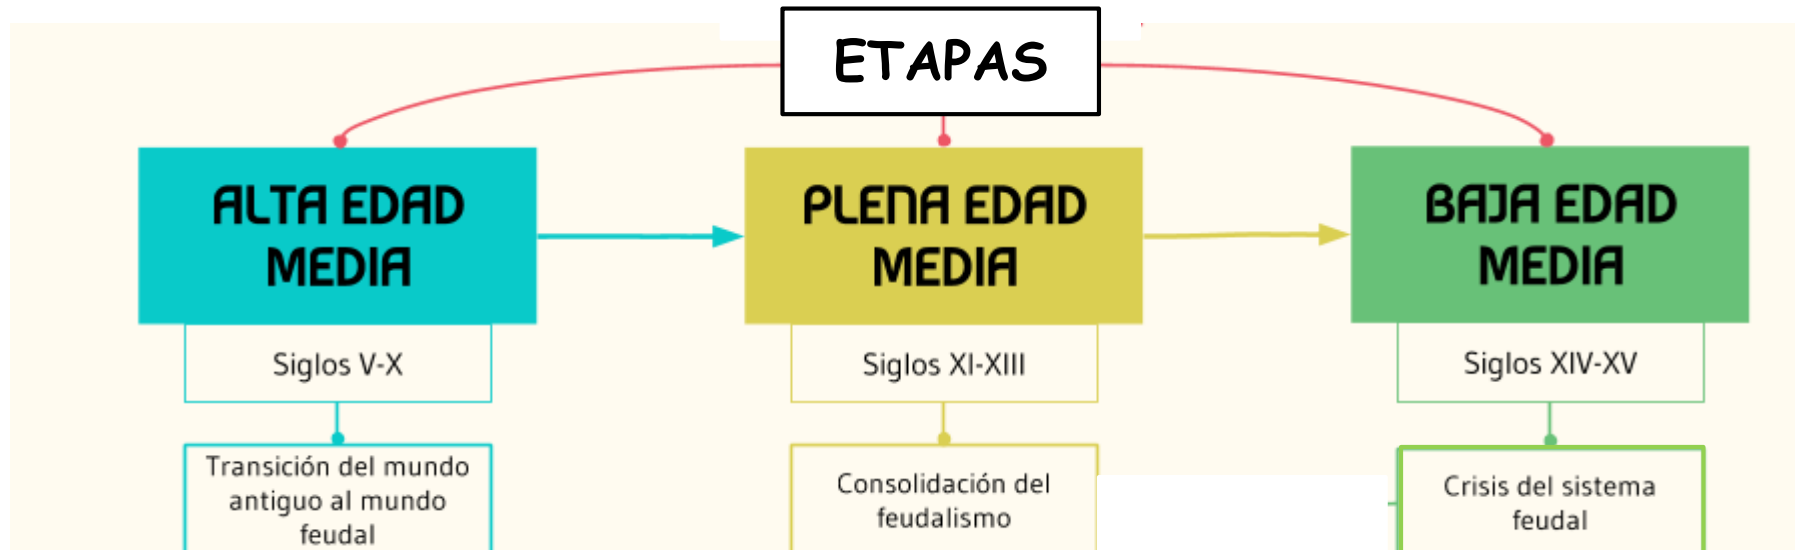 ETAPAS
ALTA EDAD
MEDIA
Siglos V-X
Transición del mundo
antiguo al mundo
feudal
PLENA EDAD
MEDIA
Siglos XI-XIII
Consolidación del
feudalismo
BAJA EDAD
MEDIA
Siglos XIV-XV
Crisis del sistema
feudal